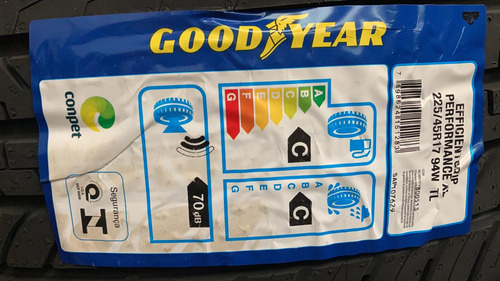 GOODYEAR
conpet
Segurança
70 dB
G F E D C B A
C
G F E D C B A
C
EFFICIENTGRIP
PERFORMANCE XL
225/45R17 94W TL